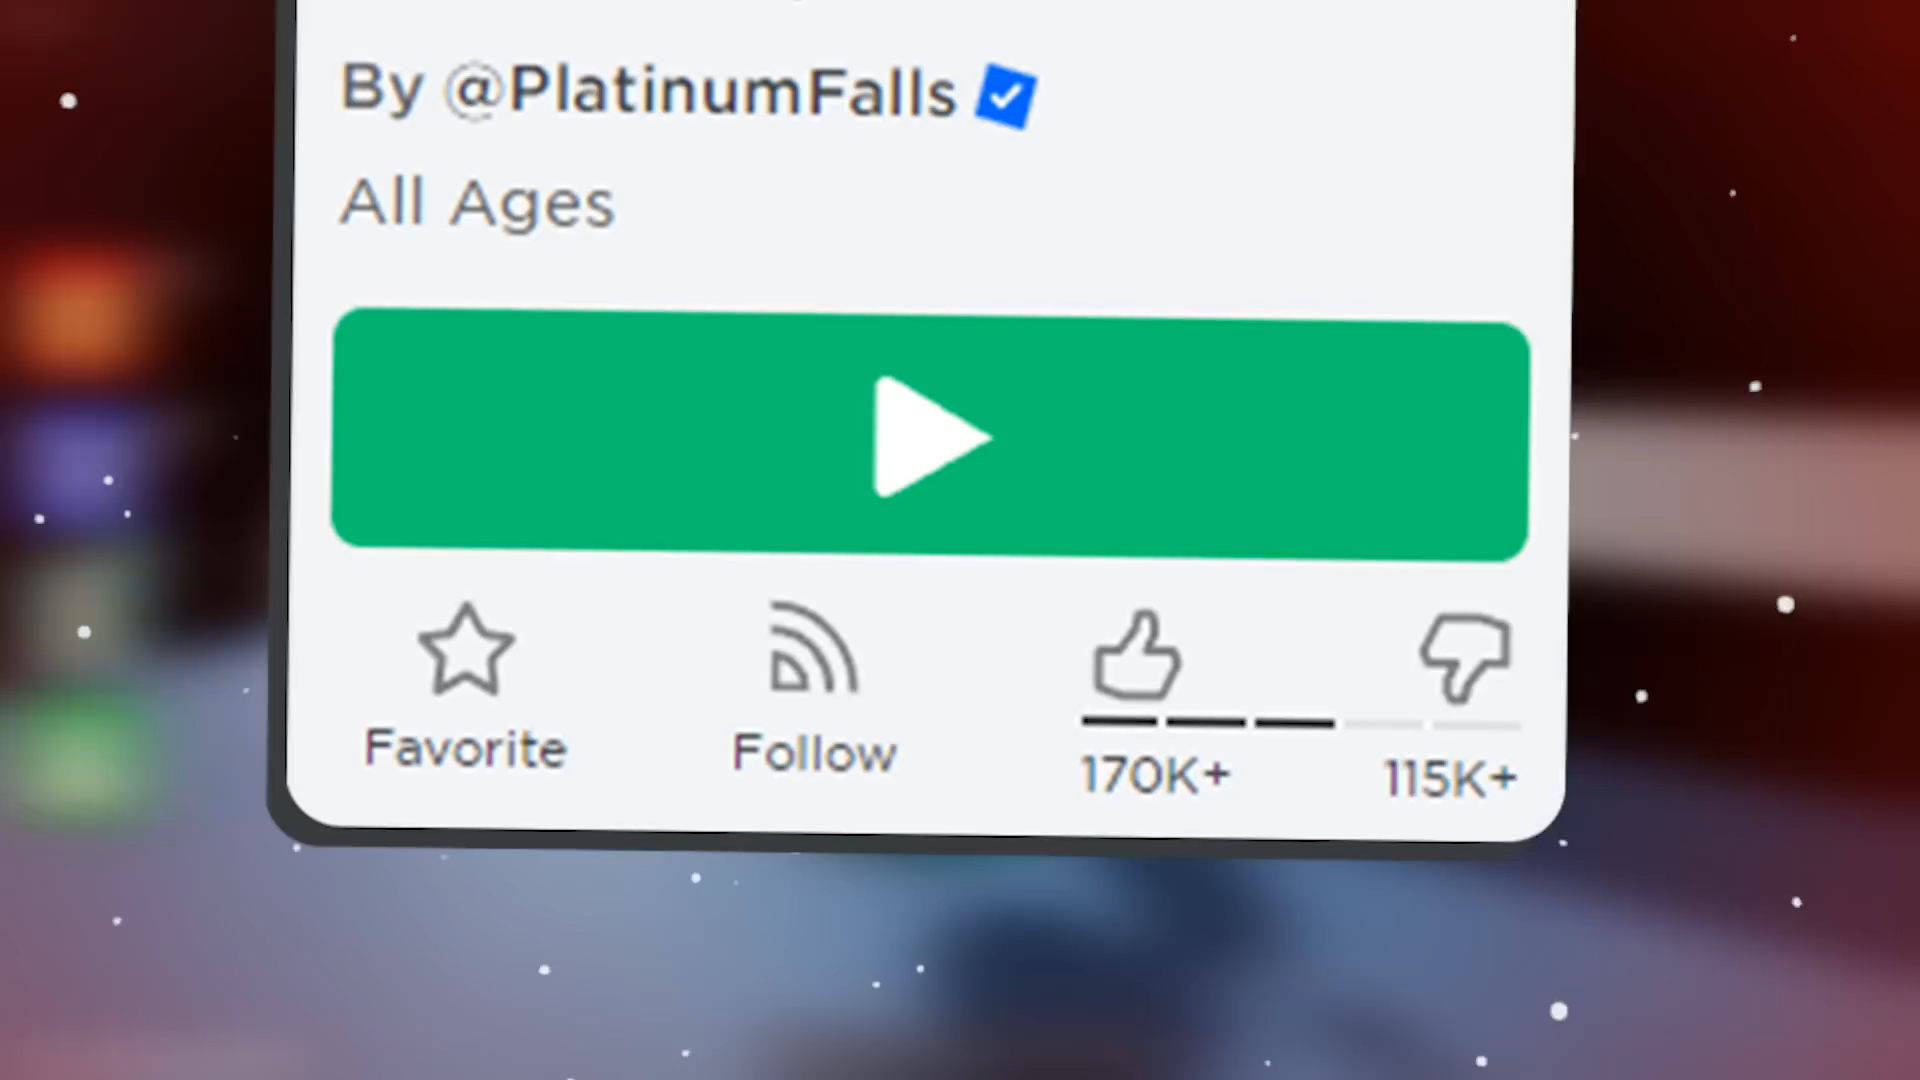 By @PlatinumFalls
All Ages
Favorite
Follow
170K+
115K+